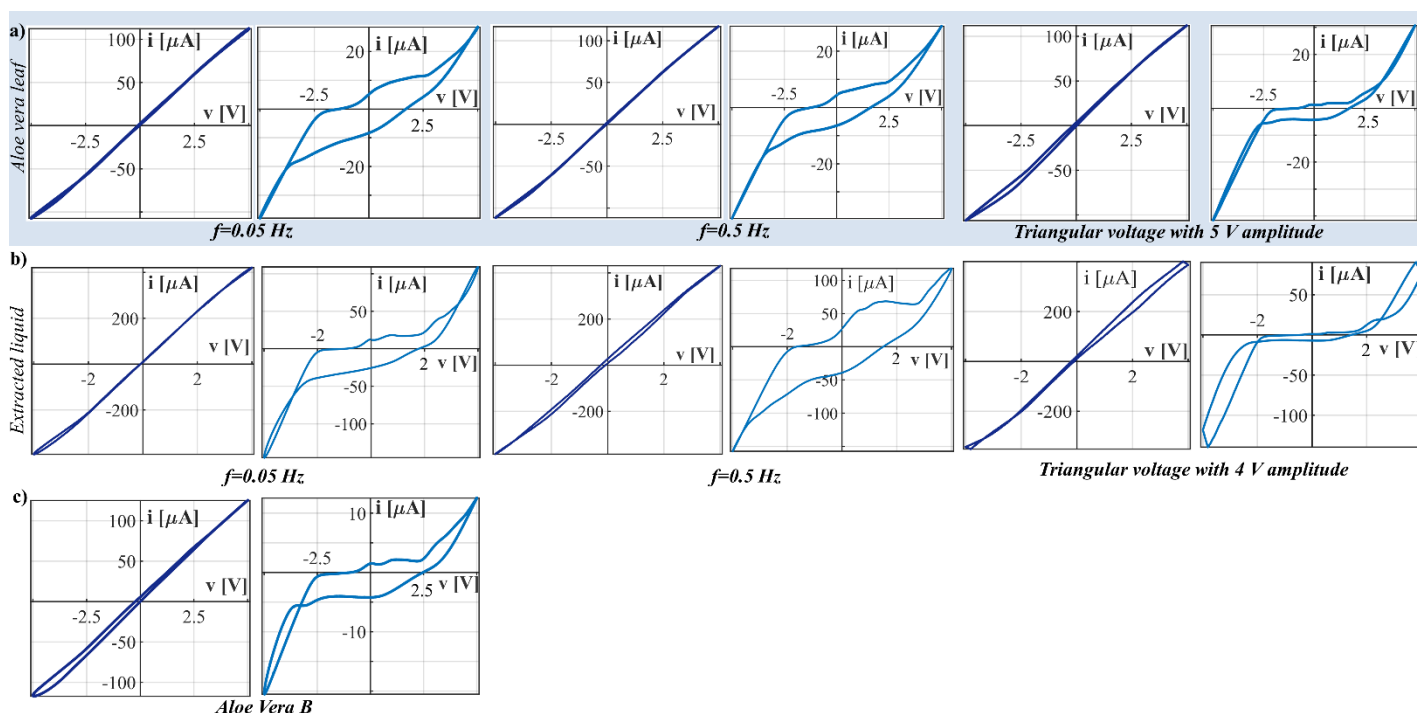 a)
Aloe vera leaf
100
i [µA]
50
v [V]
-2.5
2.5
-50
20
i [µA]
-2.5
v [V]
2.5
-20
100
i [µA]
50
v [V]
-2.5
2.5
-50
20
i [µA]
-2.5
v [V]
2.5
-20
100
i [µA]
50
v [V]
-2.5
2.5
-50
20
i [µA]
-2.5
v [V]
2.5
-20
f=0.05 Hz
f=0.5 Hz
Triangular voltage with 5 V amplitude
b)
Extracted liquid
i [µA]
200
v [V]
-2
2
-200
i [µA]
50
-2
v [V]
2
-50
-100
i [µA]
200
v [V]
-2
2
-200
100
i [µA]
50
-2
v [V]
2
-50
-100
i [µA]
200
v [V]
-2
2
-200
i [µA]
50
-2
v [V]
2
-50
-100
f=0.05 Hz
f=0.5 Hz
Triangular voltage with 4 V amplitude
c)
100
i [µA]
50
v [V]
-2.5
2.5
-50
-100
10
i [µA]
-2.5
v [V]
2.5
-10
Aloe Vera B